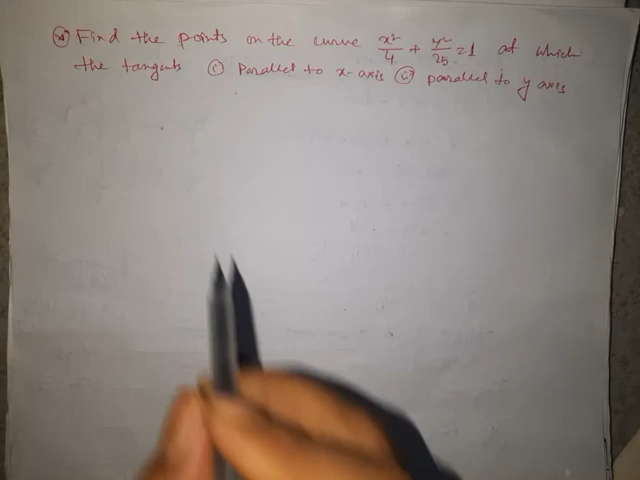 Find the points on the curve x²/4 + y²/25 = 1 at which
the tangents (i) parallel to x-axis (ii) parallel to y axis